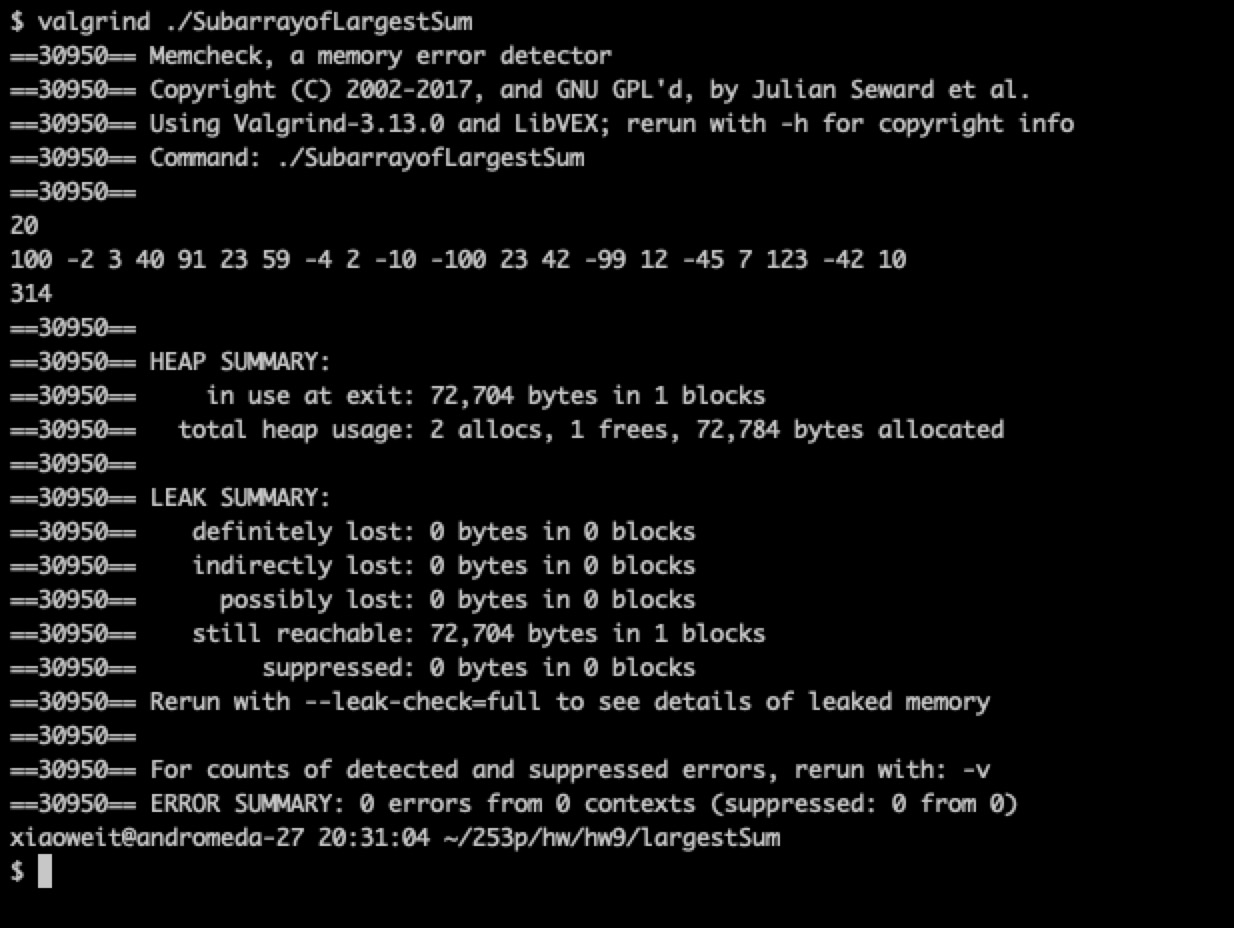 $ valgrind ./SubarrayofLargestSum
==30950== Memcheck, a memory error detector
==30950== Copyright (C) 2002-2017, and GNU GPL'd, by Julian Seward et al.
==30950== Using Valgrind-3.13.0 and LibVEX; rerun with -h for copyright info
==30950== Command: ./SubarrayofLargestSum
==30950==
20
100 -2 3 40 91 23 59 -4 2 -10 -100 23 42 -99 12 -45 7 123 -42 10
314
==30950==
==30950== HEAP SUMMARY:
==30950==     in use at exit: 72,704 bytes in 1 blocks
==30950==   total heap usage: 2 allocs, 1 frees, 72,784 bytes allocated
==30950==
==30950== LEAK SUMMARY:
==30950==    definitely lost: 0 bytes in 0 blocks
==30950==    indirectly lost: 0 bytes in 0 blocks
==30950==      possibly lost: 0 bytes in 0 blocks
==30950==    still reachable: 72,704 bytes in 1 blocks
==30950==         suppressed: 0 bytes in 0 blocks
==30950== Rerun with --leak-check=full to see details of leaked memory
==30950==
==30950== For counts of detected and suppressed errors, rerun with: -v
==30950== ERROR SUMMARY: 0 errors from 0 contexts (suppressed: 0 from 0)
xiaoweit@andromeda-27 20:31:04 ~/253p/hw/hw9/largestSum
$